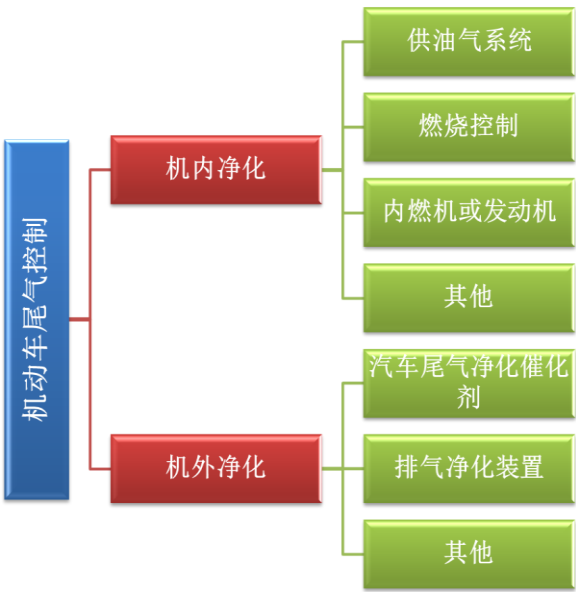 机动车尾气控制
机内净化
供油气系统
燃烧控制
内燃机或发动机
其他
机外净化
汽车尾气净化催化
剂
排气净化装置
其他